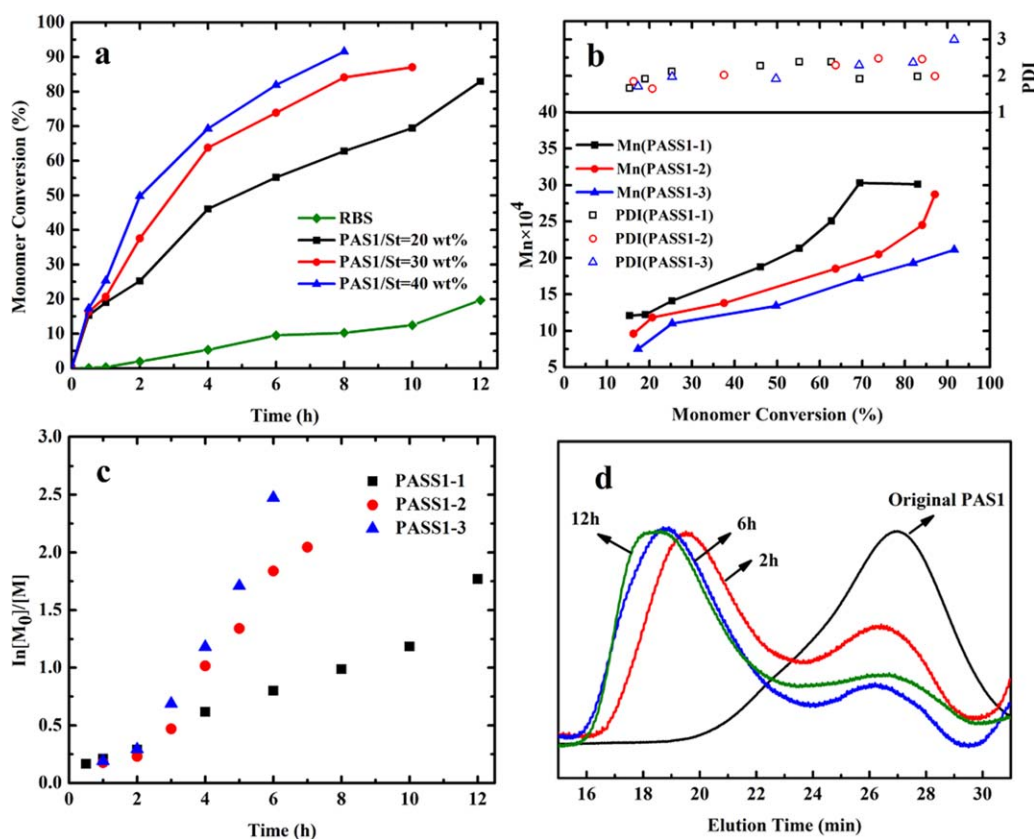 a
100
90
80
70
60
50
40
30
20
10
0
Monomer Conversion (%)
RBS
PAS1/St=20 wt%
PAS1/St=30 wt%
PAS1/St=40 wt%
0 2 4 6 8 10 12
Time (h)
b
3
2
1
PDI
40
35
30
25
20
15
10
5
Mn×10⁴
Mn(PASS1-1)
Mn(PASS1-2)
Mn(PASS1-3)
PDI(PASS1-1)
PDI(PASS1-2)
PDI(PASS1-3)
0 10 20 30 40 50 60 70 80 90 100
Monomer Conversion (%)
c
3.0
2.5
2.0
1.5
1.0
0.5
0.0
In[M₀]/[M]
PASS1-1
PASS1-2
PASS1-3
0 2 4 6 8 10 12
Time (h)
d
Original PAS1
12h
6h
2h
16 18 20 22 24 26 28 30
Elution Time (min)